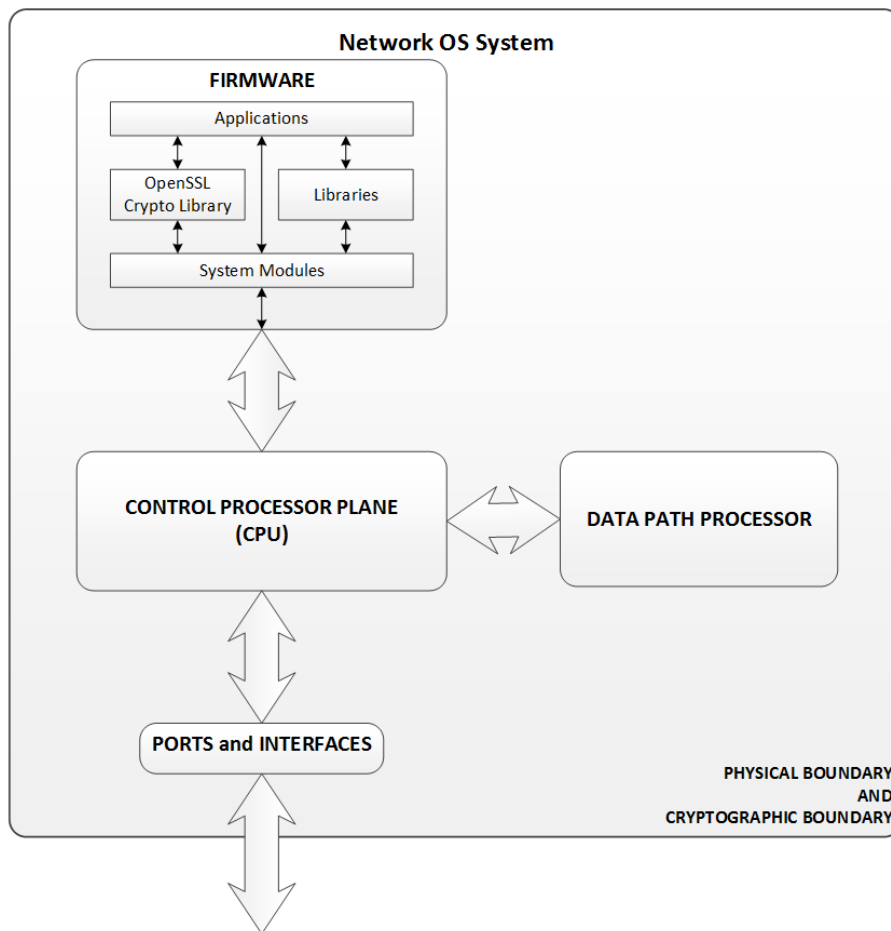 Network OS System
FIRMWARE
Applications
OpenSSL
Crypto Library
Libraries
System Modules
CONTROL PROCESSOR PLANE
(CPU)
DATA PATH PROCESSOR
PORTS and INTERFACES
PHYSICAL BOUNDARY
AND
CRYPTOGRAPHIC BOUNDARY